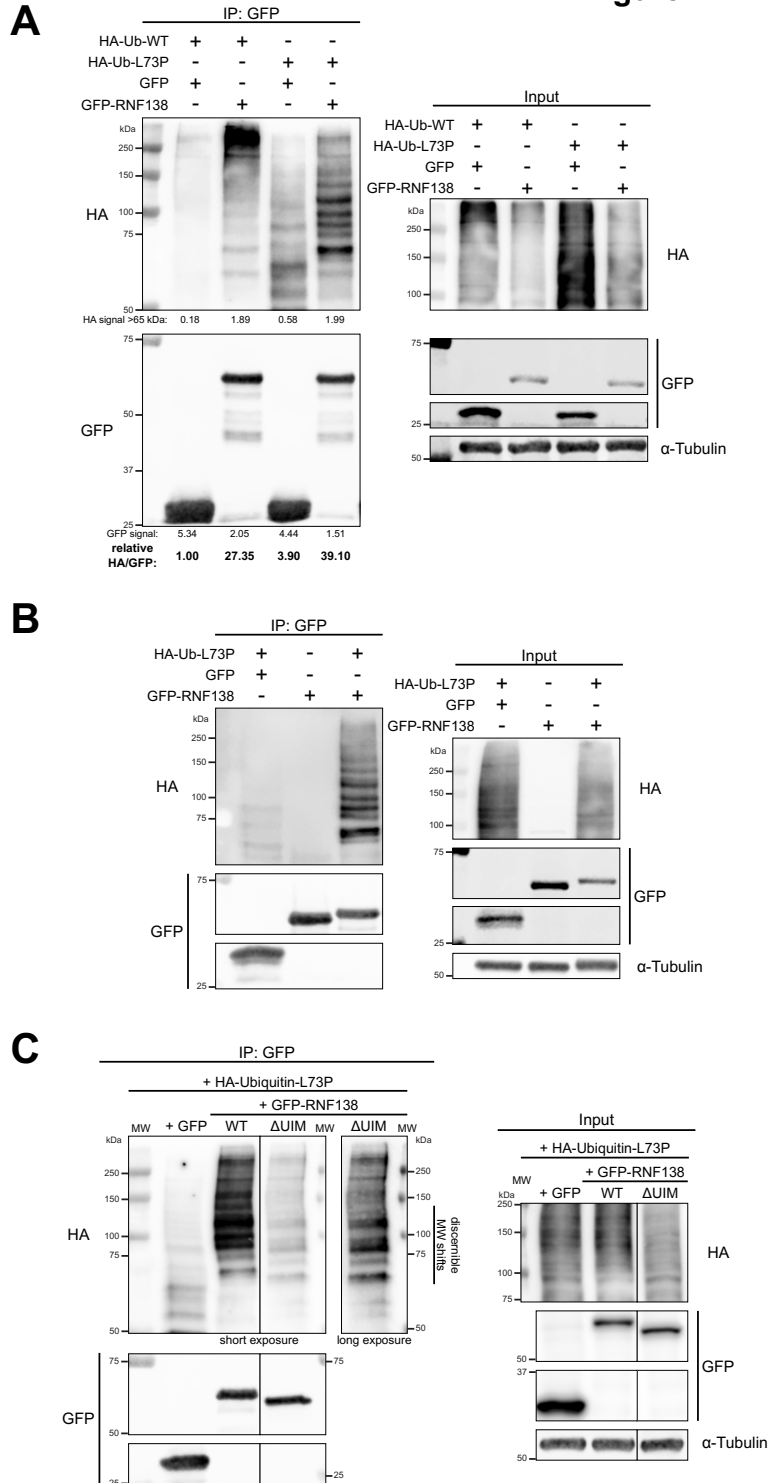 A
IP: GFP
HA-Ub-WT + + - -
HA-Ub-L73P - - + +
GFP + - + -
GFP-RNF138 - + - +
kDa
250
150
100
75
50
HA
HA signal >65 kDa: 0.18 1.89 0.58 1.99
75
50
37
25
GFP
GFP signal: 5.34 2.05 4.44 1.51
relative
HA/GFP: 1.00 27.35 3.90 39.10
Input
HA-Ub-WT + + - -
HA-Ub-L73P - - + +
GFP + - + -
GFP-RNF138 - + - +
kDa
250
150
100
HA
75
25
GFP
50
α-Tubulin
B
IP: GFP
HA-Ub-L73P + - +
GFP + - -
GFP-RNF138 - + +
kDa
250
150
100
75
HA
75
25
GFP
Input
HA-Ub-L73P + - +
GFP + - -
GFP-RNF138 - + +
kDa
250
150
100
HA
75
25
GFP
50
α-Tubulin
C
IP: GFP
+ HA-Ubiquitin-L73P
+ GFP-RNF138
MW + GFP WT ΔUIM MW ΔUIM MW
kDa
250
150
100
75
50
HA
kDa
250
150
100
75
50
discernible
MW shifts
short exposure long exposure
75
50
25
GFP
75
25
Input
+ HA-Ubiquitin-L73P
+ GFP-RNF138
MW
kDa + GFP WT ΔUIM
250
150
100
75
HA
50
37
GFP
50
α-Tubulin